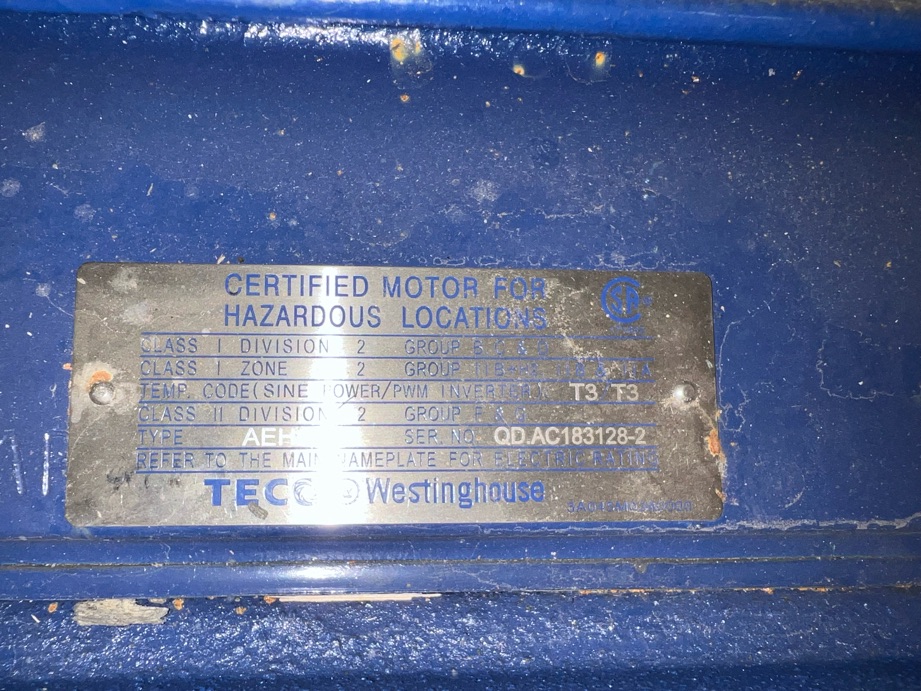 CERTIFIED MOTOR FOR
HAZARDOUS LOCATIONS
CLASS I DIVISION 2 GROUP B C & D
CLASS I ZONE 2 GROUP
TEMP. CODE(SINE POWER/PWM INVERTER) T3/T3
CLASS II DIVISION 2 GROUP F & G
TYPE SER. NO. QD.AC183128-2
REFER TO THE MAIN NAMEPLATE FOR ELECTRIC RATING
TECO Westinghouse